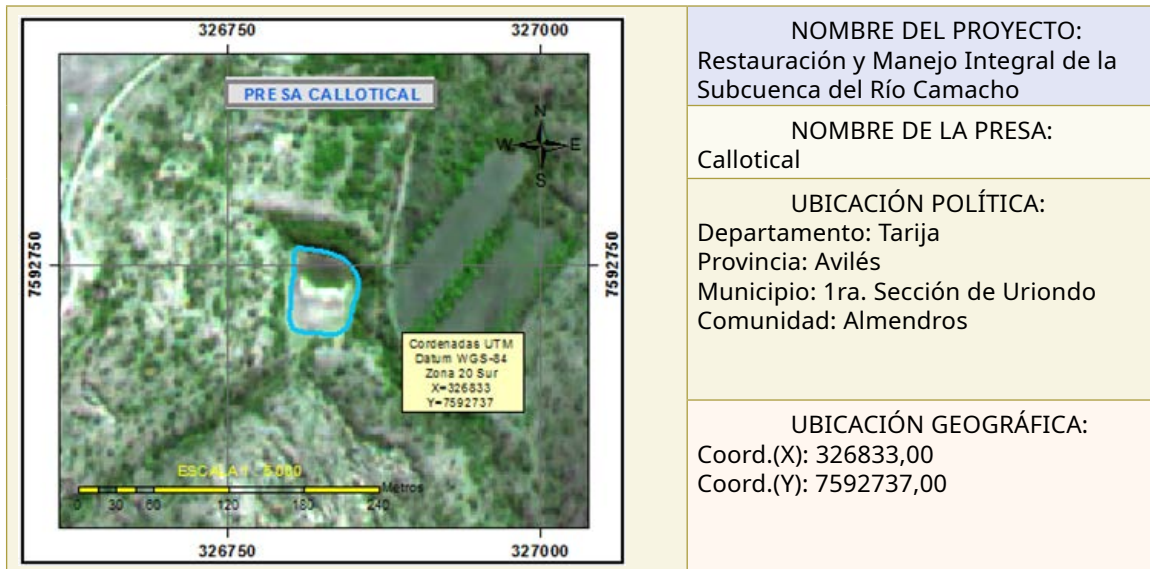 326750 327000
PRESA CALLOTICAL
N
W E
S
7592750 7592750
Cordenadas UTM
Datum WGS-84
Zona 20 Sur
X=326833
Y=7592737
ESCALA 1 : 5.000
Metros
0 30 60 120 180 240
326750 327000
NOMBRE DEL PROYECTO:
Restauración y Manejo Integral de la
Subcuenca del Río Camacho
NOMBRE DE LA PRESA:
Callotical
UBICACIÓN POLÍTICA:
Departamento: Tarija
Provincia: Avilés
Municipio: 1ra. Sección de Uriondo
Comunidad: Almendros
UBICACIÓN GEOGRÁFICA:
Coord.(X): 326833,00
Coord.(Y): 7592737,00